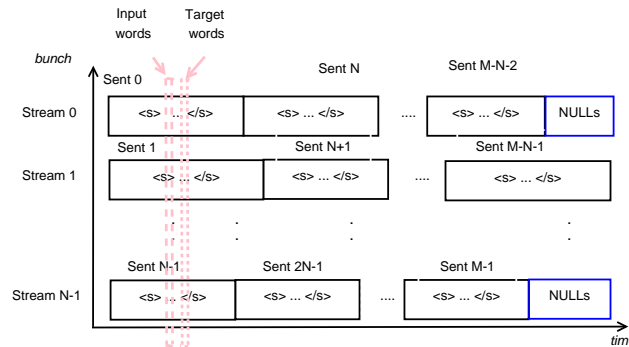 Input words
Target words
bunch
Sent 0
Sent N
Sent M-N-2
Stream 0
<s> ... </s>
<s> ... </s>
....
<s> ... </s>
NULLs
Sent 1
Sent N+1
Sent M-N-1
Stream 1
<s> ... </s>
<s> ... </s>
....
<s> ... </s>
Sent N-1
Sent 2N-1
Sent M-1
Stream N-1
<s> ... </s>
<s> ... </s>
....
<s> ... </s>
NULLs
tim